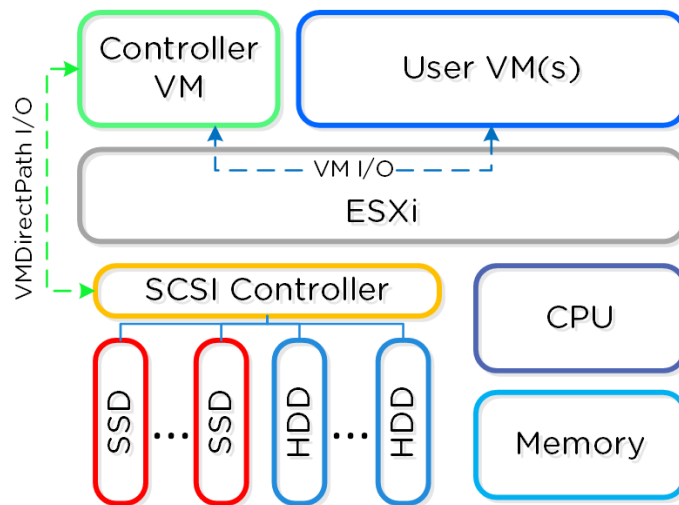 Controller
VM
User VM(s)
VMDirectPath I/O
VM I/O
ESXi
SCSI Controller
CPU
SSD
...
SSD
HDD
...
HDD
Memory